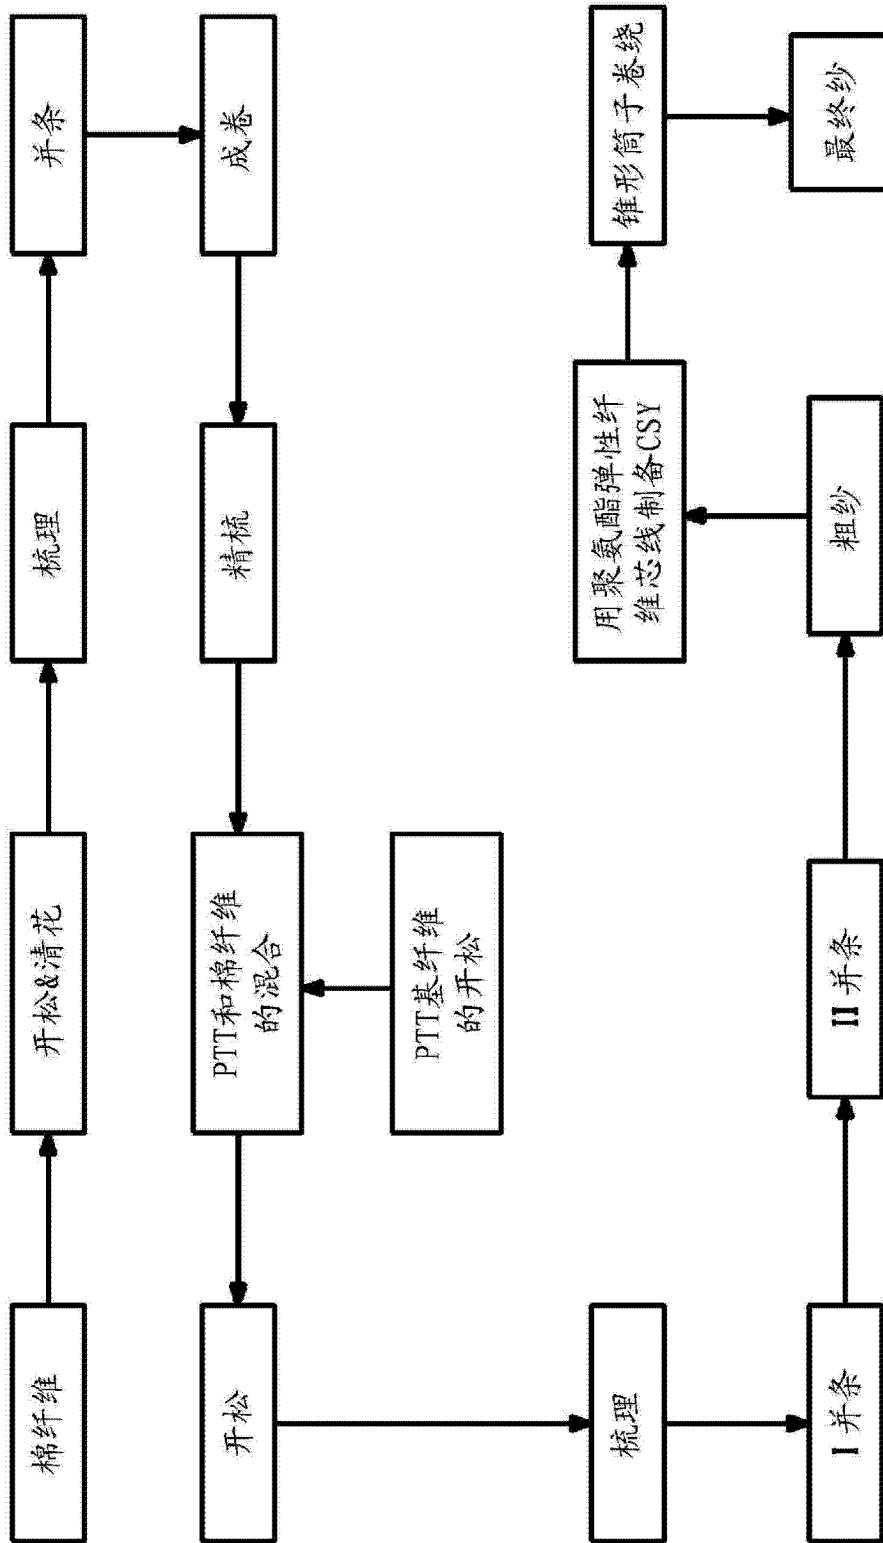 棉纤维
开松&清花
梳理
并条
成卷
精梳
PTT和棉纤维
的混合
PTT基纤维
的开松
开松
梳理
I 并条
II 并条
粗纱
用聚氨酯弹性纤
维芯线制备CSY
锥形筒子卷绕
最终纱